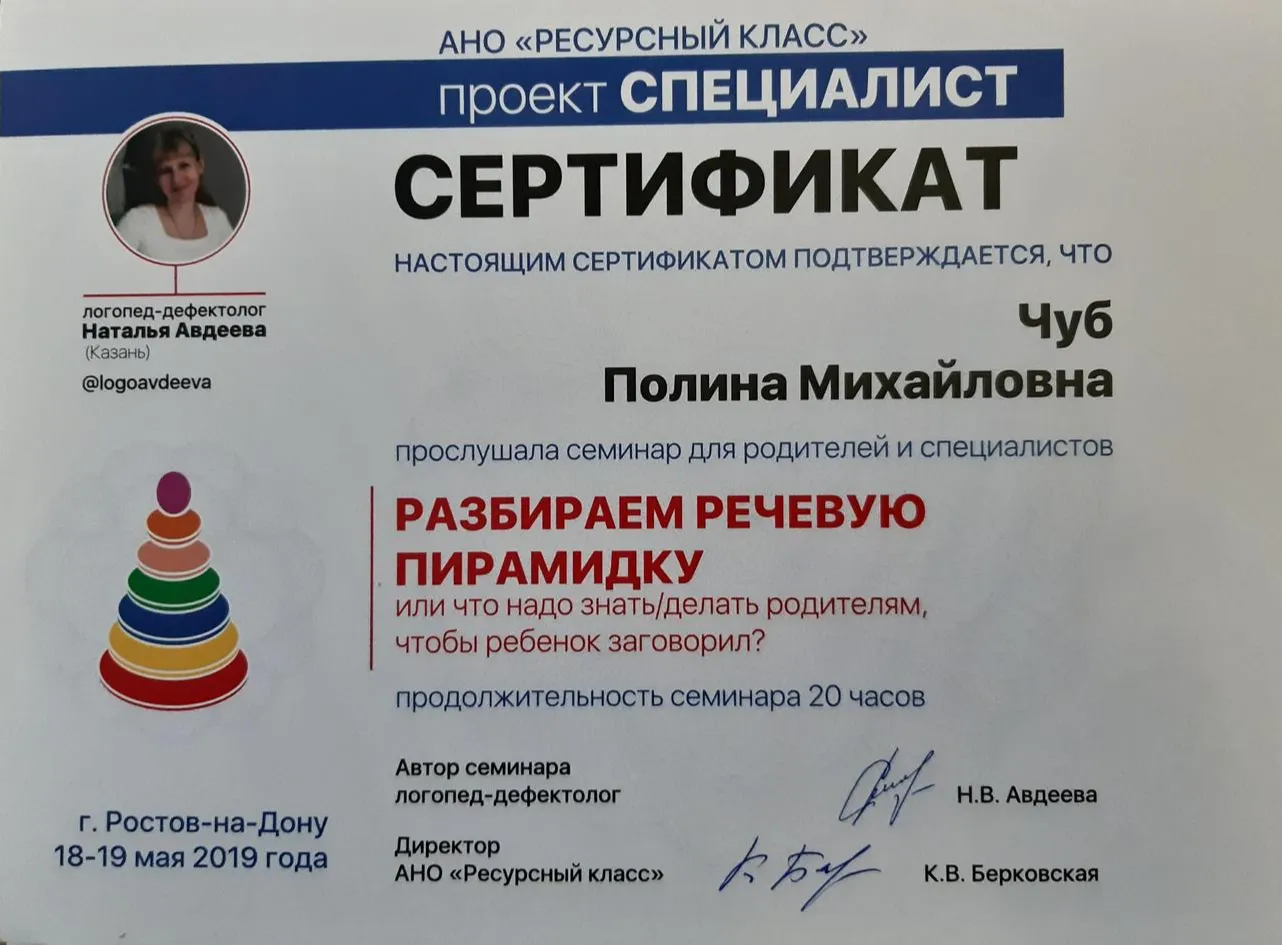 АНО «РЕСУРСНЫЙ КЛАСС»
проект СПЕЦИАЛИСТ
СЕРТИФИКАТ
НАСТОЯЩИМ СЕРТИФИКАТОМ ПОДТВЕРЖДАЕТСЯ, ЧТО
логопед-дефектолог
Наталья Авдеева
(Казань)
@logoavdeeva
Чуб
Полина Михайловна
прослушала семинар для родителей и специалистов
РАЗБИРАЕМ РЕЧЕВУЮ
ПИРАМИДКУ
или что надо знать/делать родителям,
чтобы ребенок заговорил?
продолжительность семинара 20 часов
Автор семинара
логопед-дефектолог
Н.В. Авдеева
Директор
АНО «Ресурсный класс»
К.В. Берковская
г. Ростов-на-Дону
18-19 мая 2019 года